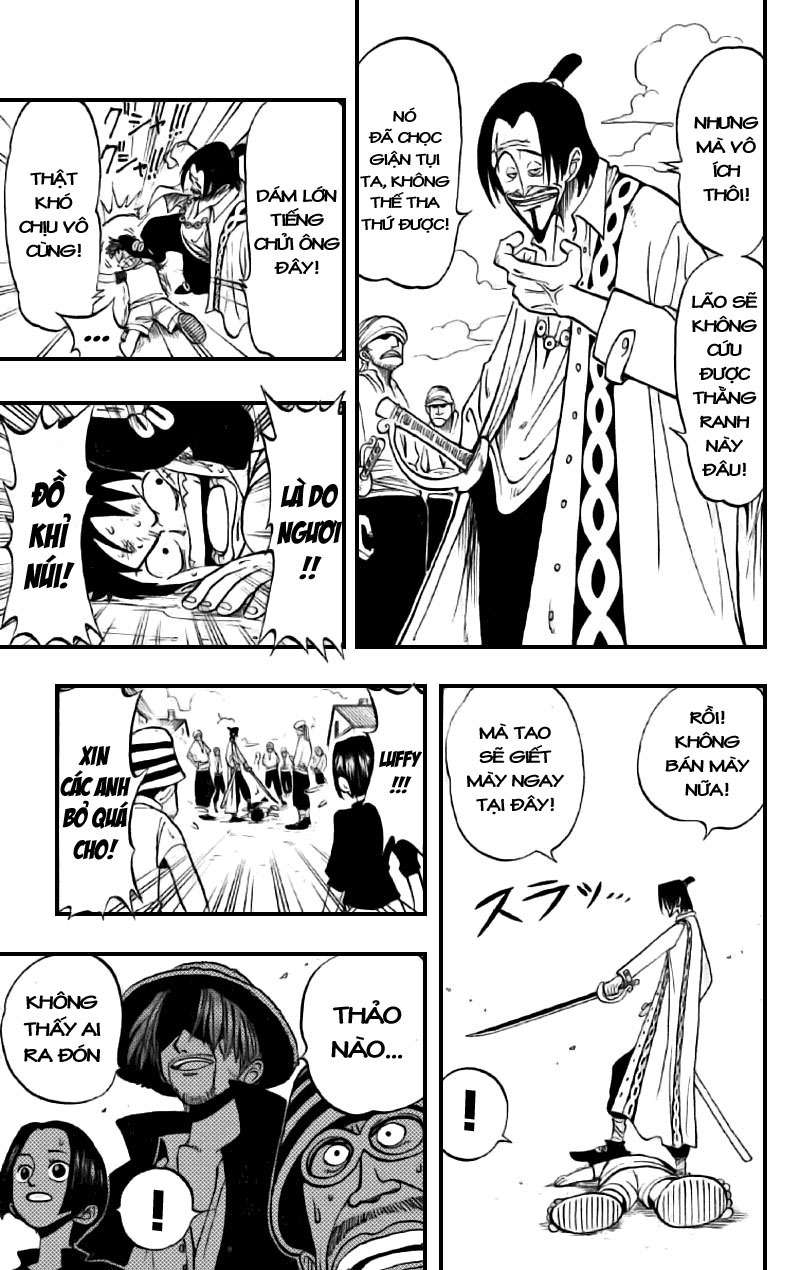 NHƯNG
MÀ VÔ
ÍCH
THÔI!
NÓ
ĐÃ CHỌC
GIẬN TỤI
TA, KHÔNG
THỂ THA
THỨ ĐƯỢC!
LÃO SẼ
KHÔNG
CỨU
ĐƯỢC
THẰNG
RANH
NÀY
ĐÂU!
DÁM LỚN
TIẾNG
CHỬI ÔNG
ĐÂY!
THẬT
KHÓ
CHỊU VÔ
CÙNG!
...
LÀ DO
NGƯƠI
!!
ĐỒ
KHỈ
NÚI!
RỒI!
KHÔNG
BÁN MÀY
NỮA!
MÀ TAO
SẼ GIẾT
MÀY NGAY
TẠI ĐÂY!
スラッ...
!
LUFFY
!!!
XIN
CÁC ANH
BỎ QUÁ
CHO!
THẢO
NÀO...
KHÔNG
THẤY AI
RA ĐÓN
!